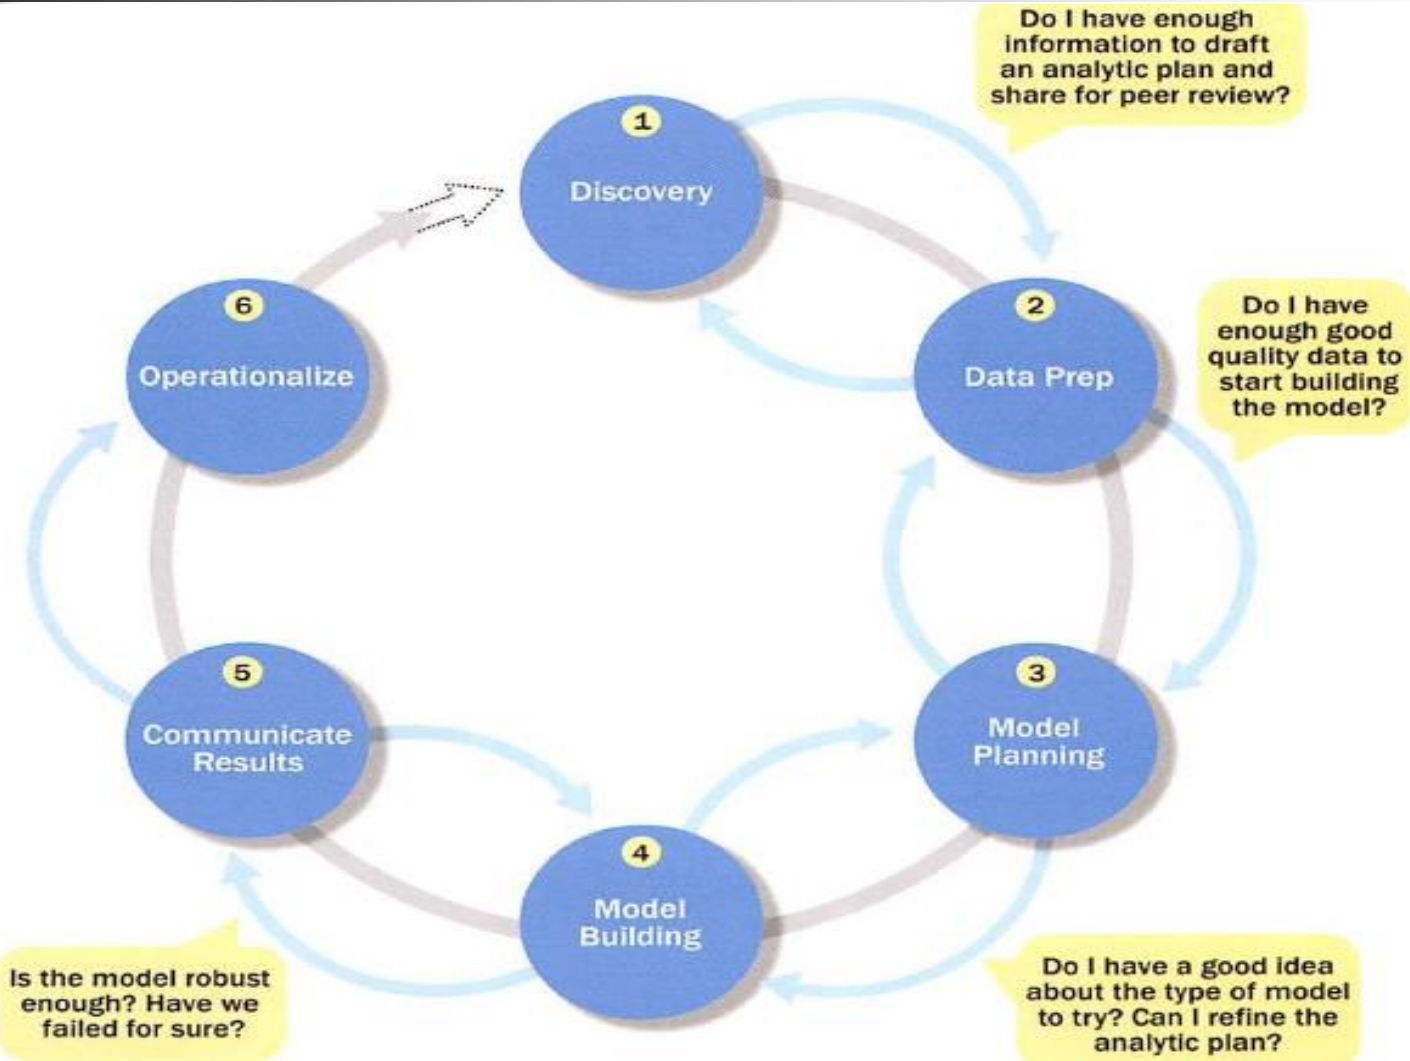 Do I have enough
information to draft
an analytic plan and
share for peer review?
1
Discovery
2
Data Prep
Do I have
enough good
quality data to
start building
the model?
3
Model
Planning
Do I have a good idea
about the type of model
to try? Can I refine the
analytic plan?
4
Model
Building
Is the model robust
enough? Have we
failed for sure?
5
Communicate
Results
6
Operationalize